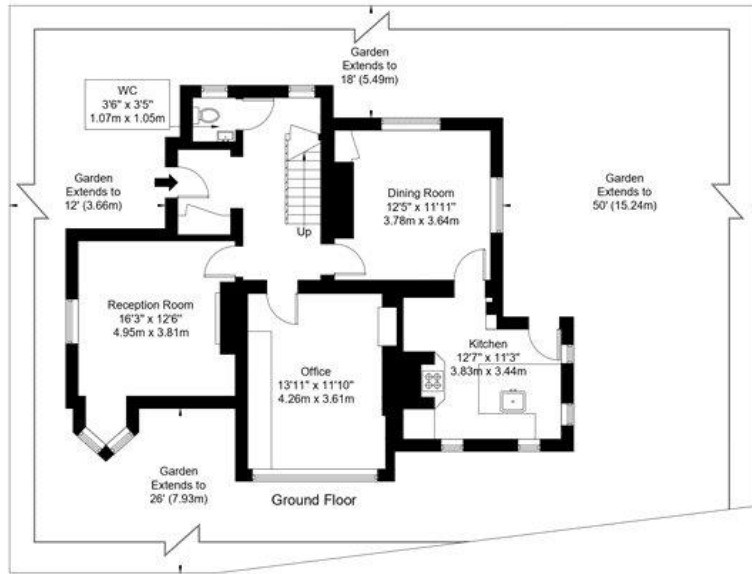 Garden
Extends to
18' (5.49m)
WC
3'6" x 3'5"
1.07m x 1.05m
Garden
Extends to
12' (3.66m)
Garden
Extends to
50' (15.24m)
Dining Room
12'5" x 11'11"
3.78m x 3.64m
Up
Reception Room
16'3" x 12'6"
4.95m x 3.81m
Kitchen
12'7" x 11'3"
3.83m x 3.44m
Office
13'11" x 11'10"
4.26m x 3.61m
Garden
Extends to
26' (7.93m)
Ground Floor